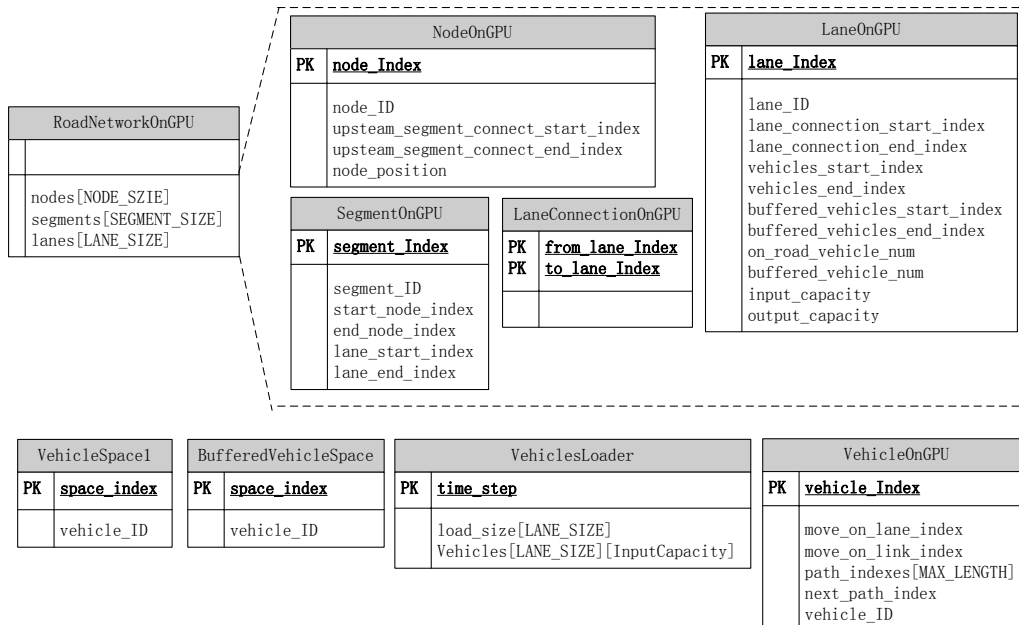 NodeOnGPU
PK node_Index
node_ID
upsteam_segment_connect_start_index
upsteam_segment_connect_end_index
node_position
LaneOnGPU
PK lane_Index
lane_ID
lane_connection_start_index
lane_connection_end_index
vehicles_start_index
vehicles_end_index
buffered_vehicles_start_index
buffered_vehicles_end_index
on_road_vehicle_num
buffered_vehicle_num
input_capacity
output_capacity
RoadNetworkOnGPU
nodes[NODE_SZIE]
segments[SEGMENT_SIZE]
lanes[LANE_SIZE]
SegmentOnGPU
PK segment_Index
segment_ID
start_node_index
end_node_index
lane_start_index
lane_end_index
LaneConnectionOnGPU
PK from_lane_Index
PK to_lane_Index
VehicleSpace1
PK space_index
vehicle_ID
BufferedVehicleSpace
PK space_index
vehicle_ID
VehiclesLoader
PK time_step
load_size[LANE_SIZE]
Vehicles[LANE_SIZE][InputCapacity]
VehicleOnGPU
PK vehicle_Index
move_on_lane_index
move_on_link_index
path_indexes[MAX_LENGTH]
next_path_index
vehicle_ID